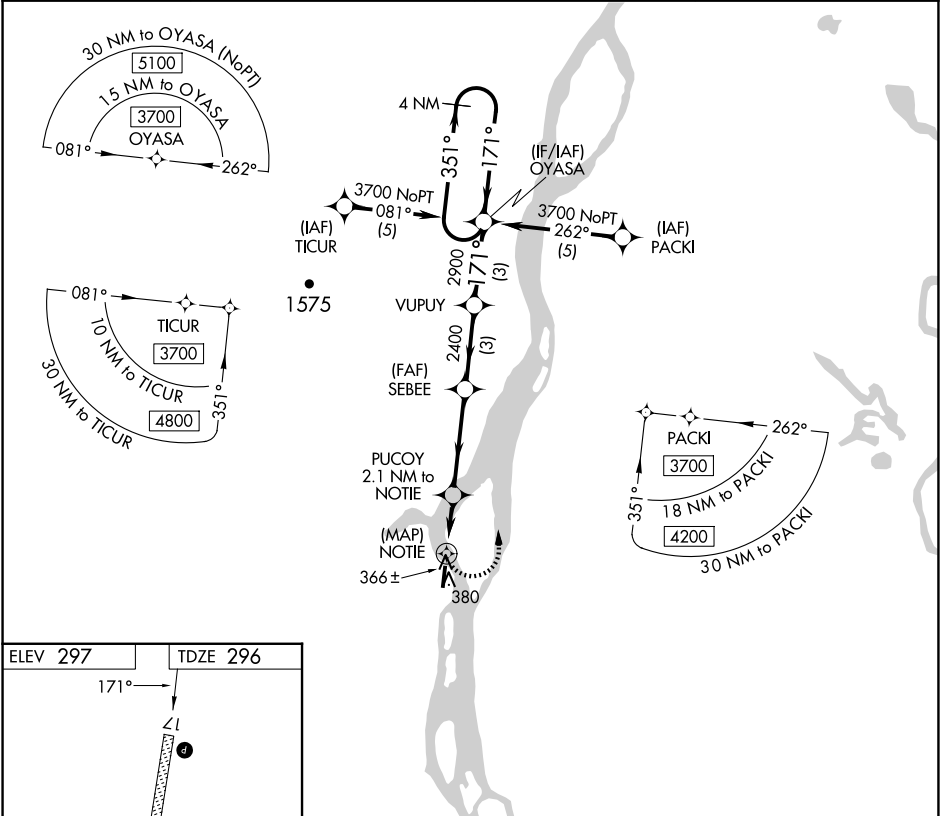 30 NM to OYASA (NoPT)
5100
15 NM to OYASA
3700
OYASA
081°
262°
4 NM
351°
171°
(IF/IAF)
OYASA
3700 NoPT
081°
(5)
(IAF)
TICUR
3700 NoPT
262°
(5)
(IAF)
PACKI
2900
171°
(3)
1575
VUPUY
2400
(3)
081°
TICUR
3700
10 NM to TICUR
4800
30 NM to TICUR
351°
(FAF)
SEBEE
262°
PACKI
3700
18 NM to PACKI
4200
30 NM to PACKI
351°
PUCOY
2.1 NM to
NOTIE
(MAP)
NOTIE
366±
380
ELEV 297
TDZE 296
171°
17
P